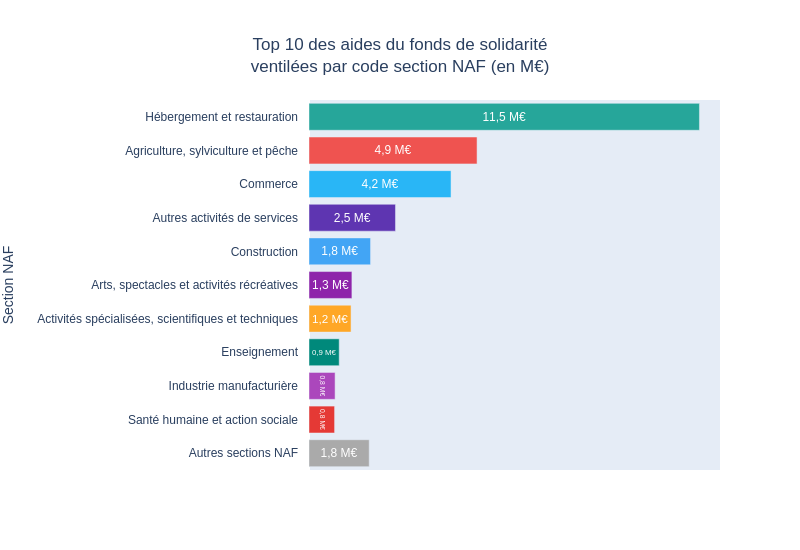 Top 10 des aides du fonds de solidarité
ventilées par code section NAF (en M€)
Section NAF
Hébergement et restauration 11,5 M€
Agriculture, sylviculture et pêche 4,9 M€
Commerce 4,2 M€
Autres activités de services 2,5 M€
Construction 1,8 M€
Arts, spectacles et activités récréatives 1,3 M€
Activités spécialisées, scientifiques et techniques 1,2 M€
Enseignement 0,9 M€
Industrie manufacturière 0,8 M€
Santé humaine et action sociale 0,8 M€
Autres sections NAF 1,8 M€